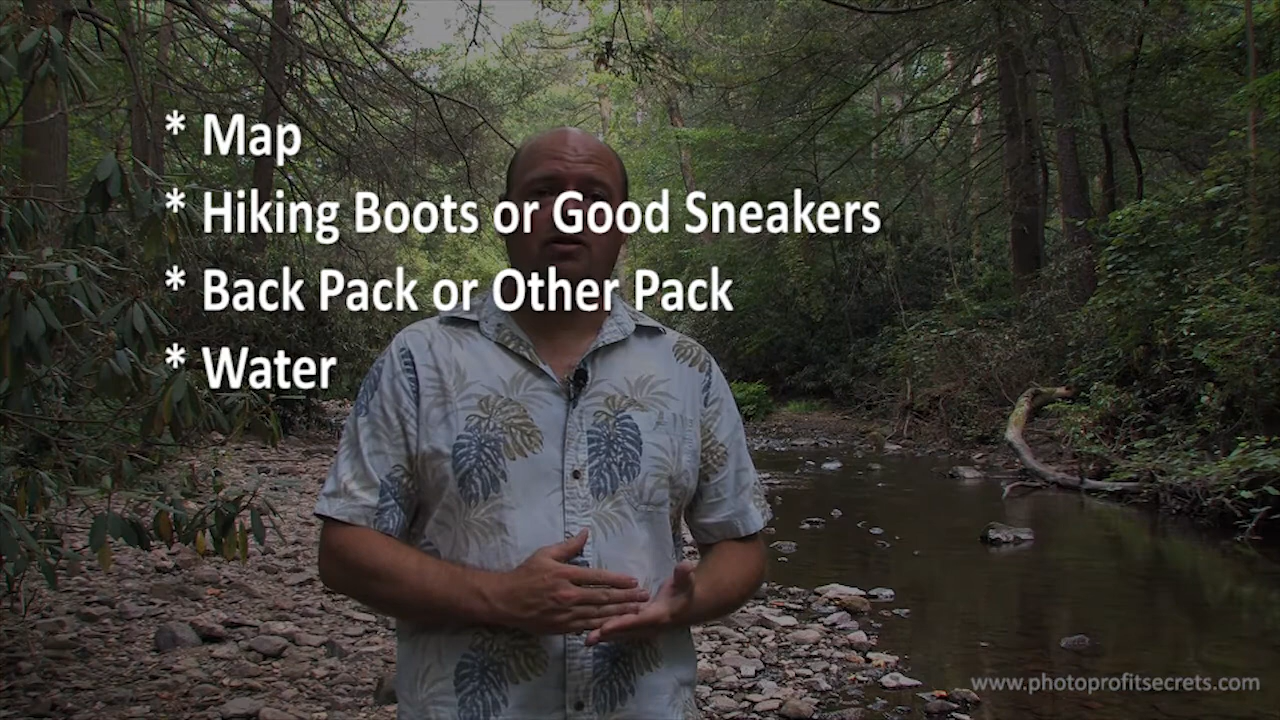 * Map
* Hiking Boots or Good Sneakers
* Back Pack or Other Pack
* Water
www.photoprofitsecrets.com